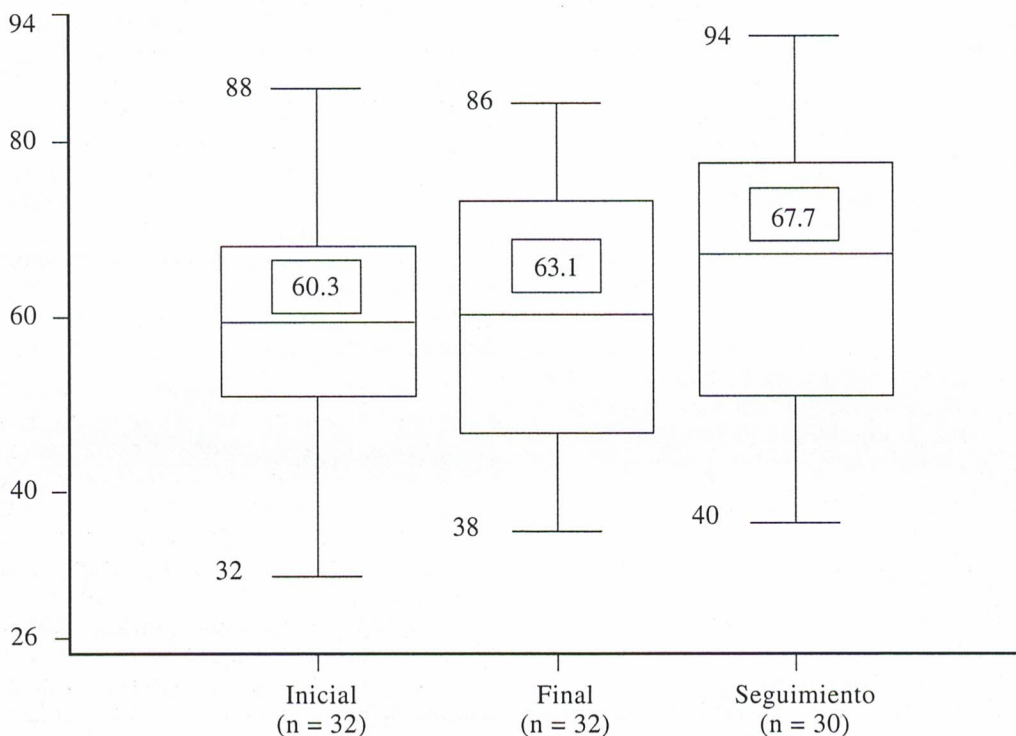 94
80
60
40
26
88
60.3
32
86
63.1
38
94
67.7
40
Inicial
(n = 32)
Final
(n = 32)
Seguimiento
(n = 30)